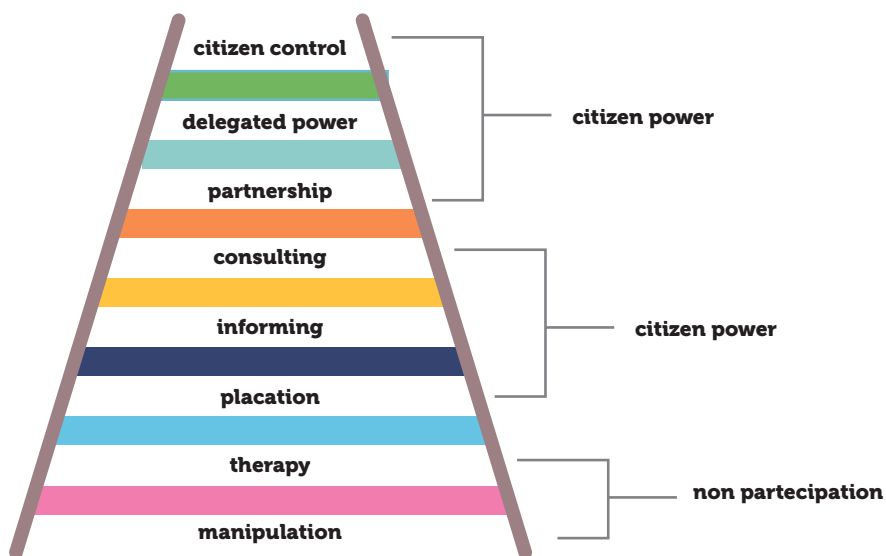 citizen control
delegated power
partnership
consulting
informing
placation
therapy
manipulation
citizen power
citizen power
non partecipation